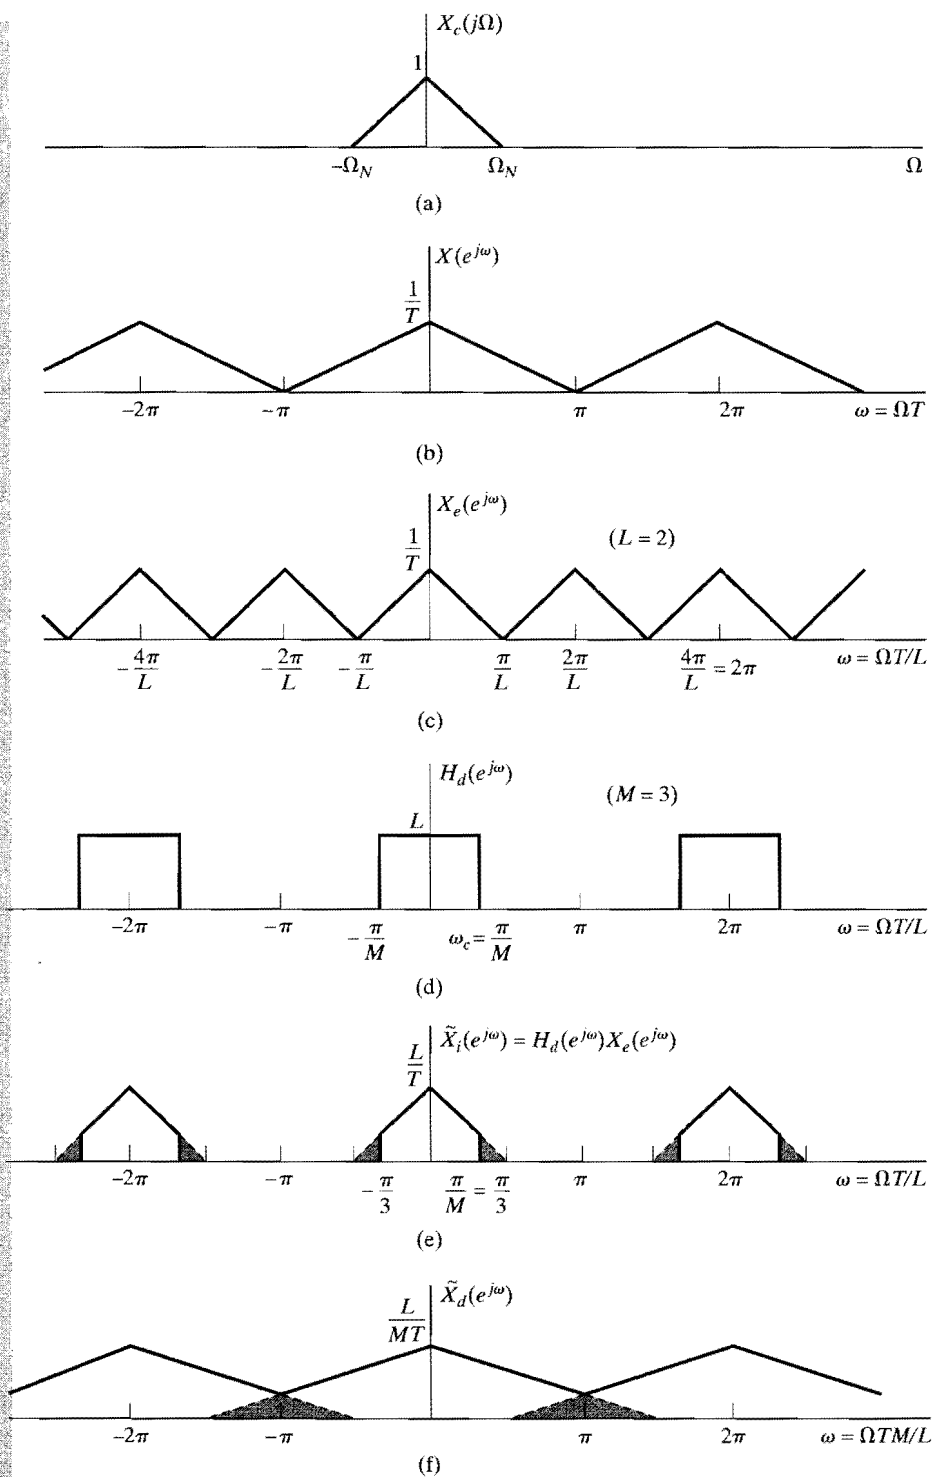 X_c(jΩ)
1
-Ω_N Ω_N Ω
(a)
X(e^{jω})
1/T
-2π -π π 2π ω = ΩT
(b)
X_e(e^{jω})
1/T (L = 2)
-4π/L -2π/L -π/L π/L 2π/L 4π/L = 2π ω = ΩT/L
(c)
H_d(e^{jω})
(M = 3)
L
-2π -π -π/M ω_c = π/M π 2π ω = ΩT/L
(d)
X̃_i(e^{jω}) = H_d(e^{jω})X_e(e^{jω})
L/T
-2π -π -π/3 π/M = π/3 π 2π ω = ΩT/L
(e)
X̃_d(e^{jω})
L/MT
-2π -π π 2π ω = ΩTM/L
(f)